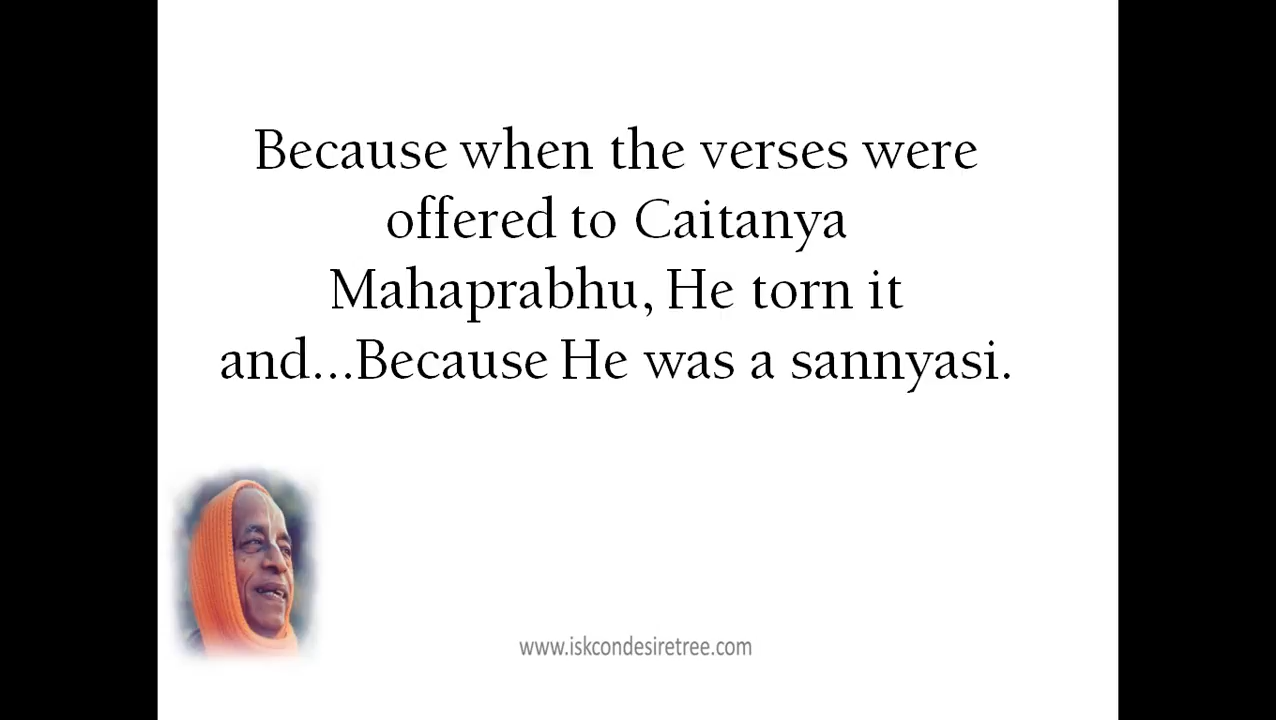 Because when the verses were
offered to Caitanya
Mahaprabhu, He torn it
and...Because He was a sannyasi.
www.iskcondesiretree.com